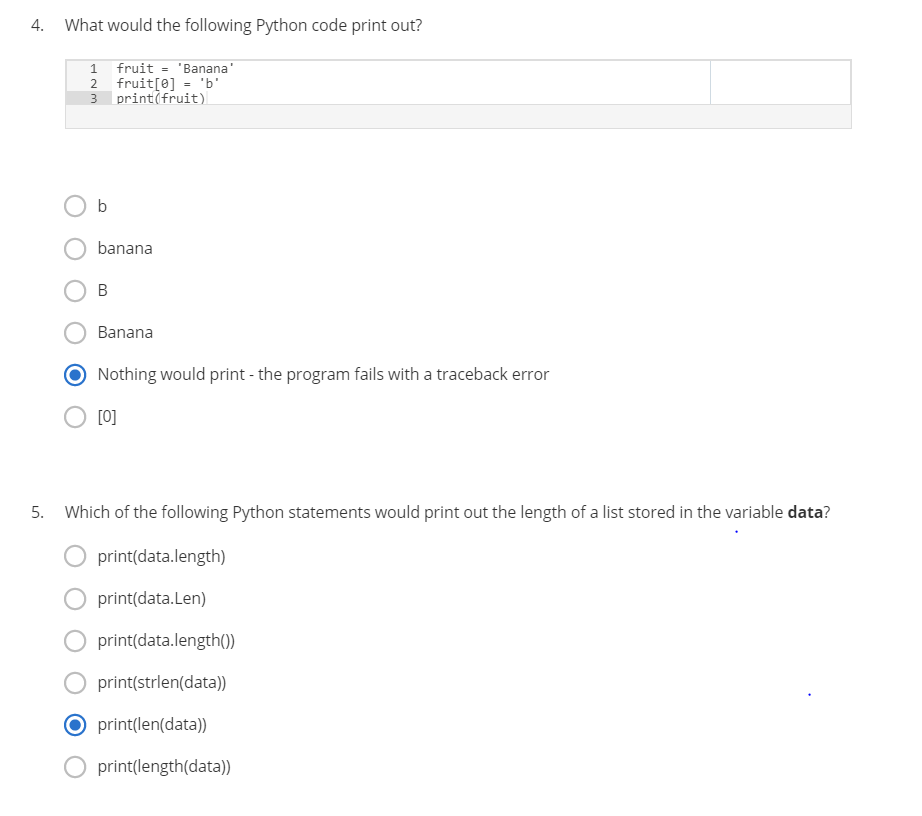 4. What would the following Python code print out?
1 fruit = 'Banana'
2 fruit[0] = 'b'
3 print(fruit)
b
banana
B
Banana
Nothing would print - the program fails with a traceback error
[0]
5. Which of the following Python statements would print out the length of a list stored in the variable data?
print(data.length)
print(data.Len)
print(data.length())
print(strlen(data))
print(len(data))
print(length(data))